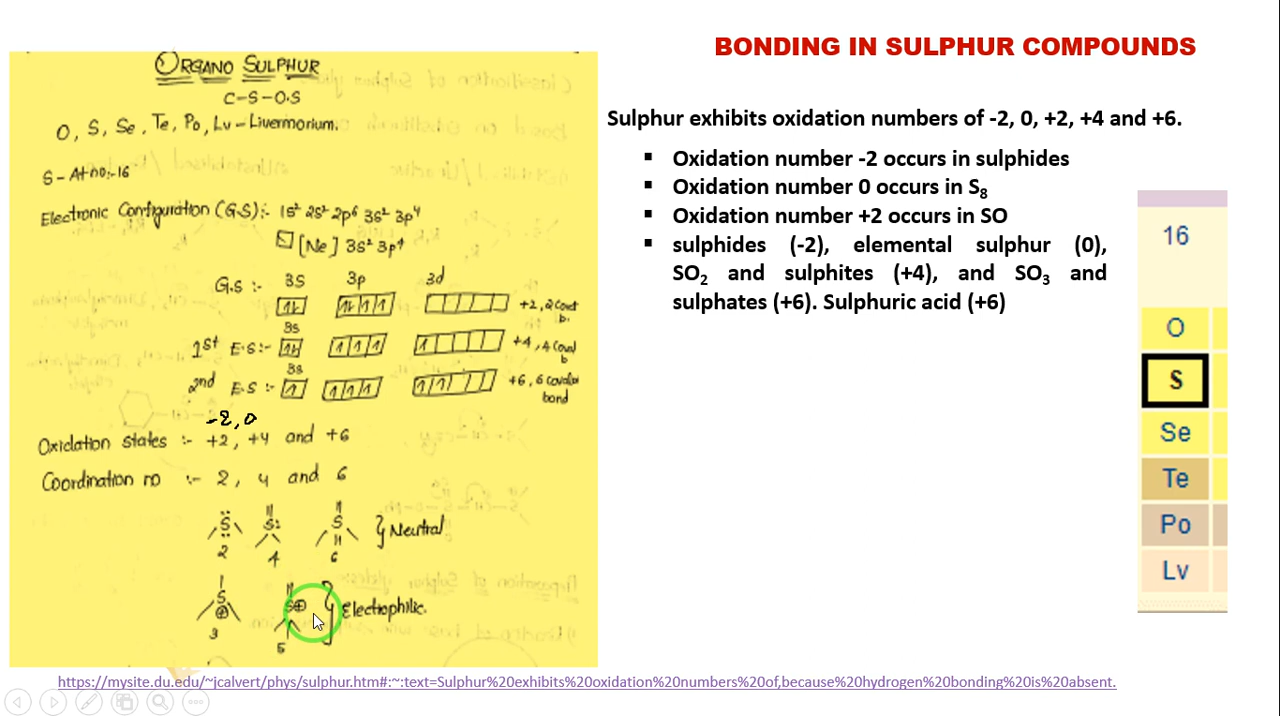 ORGANO SULPHUR
C-S-O.S
O, S, Se, Te, Po, Lv - Livermorium.
S - At no:- 16
Electronic Configuration (G.S) :- 1s² 2s² 2p⁶ 3s² 3p⁴
[Ne] 3s² 3p⁴
3s 3p 3d
G.S :- +2, 2 Covt b.
3s
1st E.S :- +4, 4 Coval b
3s
2nd E.S :- +6, 6 covalent bond
-2, 0
Oxidation states :- +2, +4 and +6
Coordination no :- 2, 4 and 6
S S S } Neutral
2 4 6
S⊕ S⊕ } Electrophilic.
3 5
BONDING IN SULPHUR COMPOUNDS
Sulphur exhibits oxidation numbers of -2, 0, +2, +4 and +6.
▪ Oxidation number -2 occurs in sulphides
▪ Oxidation number 0 occurs in S₈
▪ Oxidation number +2 occurs in SO
▪ sulphides (-2), elemental sulphur (0),
SO₂ and sulphites (+4), and SO₃ and
sulphates (+6). Sulphuric acid (+6)
16
O
S
Se
Te
Po
Lv
https://mysite.du.edu/~jcalvert/phys/sulphur.htm#:~:text=Sulphur%20exhibits%20oxidation%20numbers%20of,because%20hydrogen%20bonding%20is%20absent.